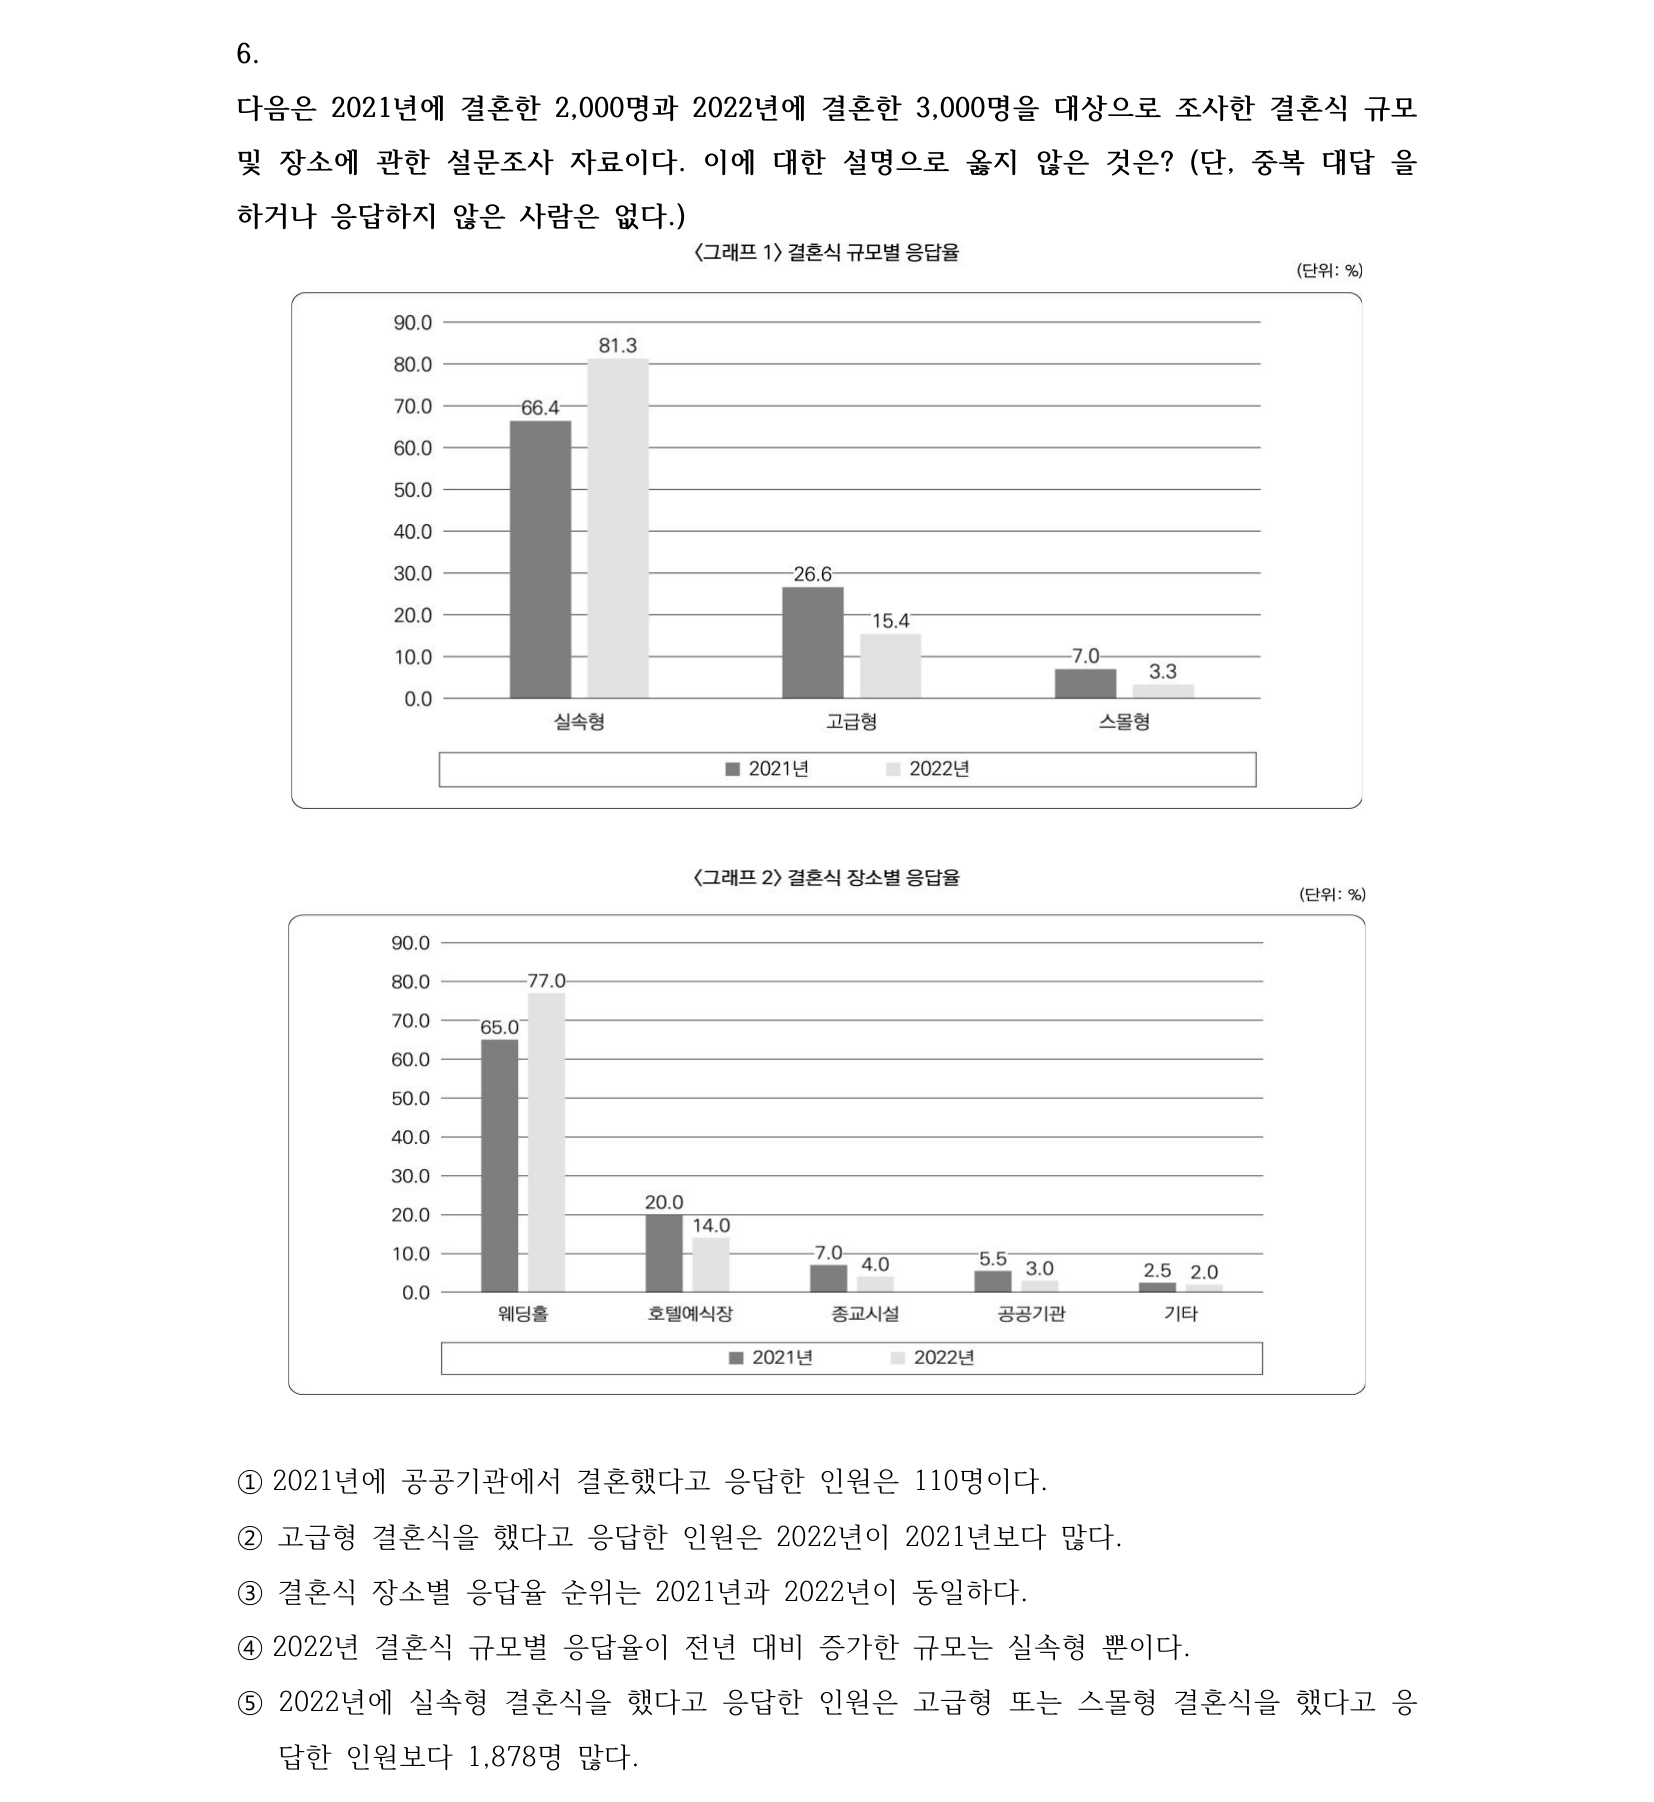 6.
다음은 2021년에 결혼한 2,000명과 2022년에 결혼한 3,000명을 대상으로 조사한 결혼식 규모
및 장소에 관한 설문조사 자료이다. 이에 대한 설명으로 옳지 않은 것은? (단, 중복 대답 을
하거나 응답하지 않은 사람은 없다.)
〈그래프 1〉 결혼식 규모별 응답율
(단위: %)
90.0
81.3
80.0
70.0
66.4
60.0
50.0
40.0
30.0
26.6
20.0
15.4
10.0
7.0
3.3
0.0
실속형 고급형 스몰형
2021년 2022년
〈그래프 2〉 결혼식 장소별 응답율
(단위: %)
90.0
80.0
77.0
70.0
65.0
60.0
50.0
40.0
30.0
20.0
20.0
14.0
10.0
7.0
4.0
5.5
3.0
2.5
2.0
0.0
웨딩홀 호텔예식장 종교시설 공공기관 기타
2021년 2022년
① 2021년에 공공기관에서 결혼했다고 응답한 인원은 110명이다.
② 고급형 결혼식을 했다고 응답한 인원은 2022년이 2021년보다 많다.
③ 결혼식 장소별 응답율 순위는 2021년과 2022년이 동일하다.
④ 2022년 결혼식 규모별 응답율이 전년 대비 증가한 규모는 실속형 뿐이다.
⑤ 2022년에 실속형 결혼식을 했다고 응답한 인원은 고급형 또는 스몰형 결혼식을 했다고 응
답한 인원보다 1,878명 많다.